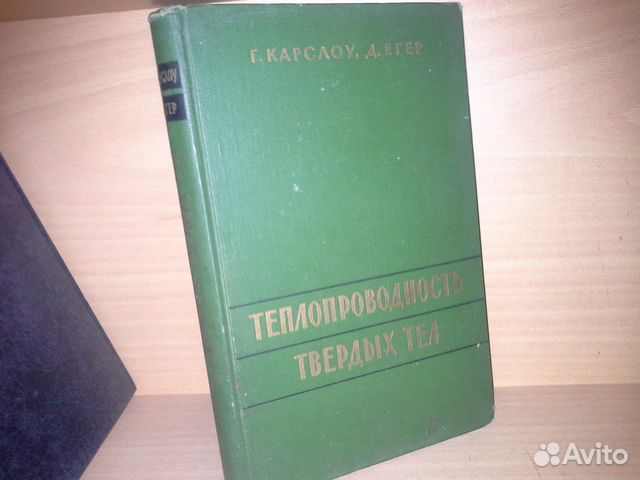 Г. КАРСЛОУ, Д. ЕГЕР
ТЕПЛОПРОВОДНОСТЬ
ТВЕРДЫХ ТЕЛ
Avito